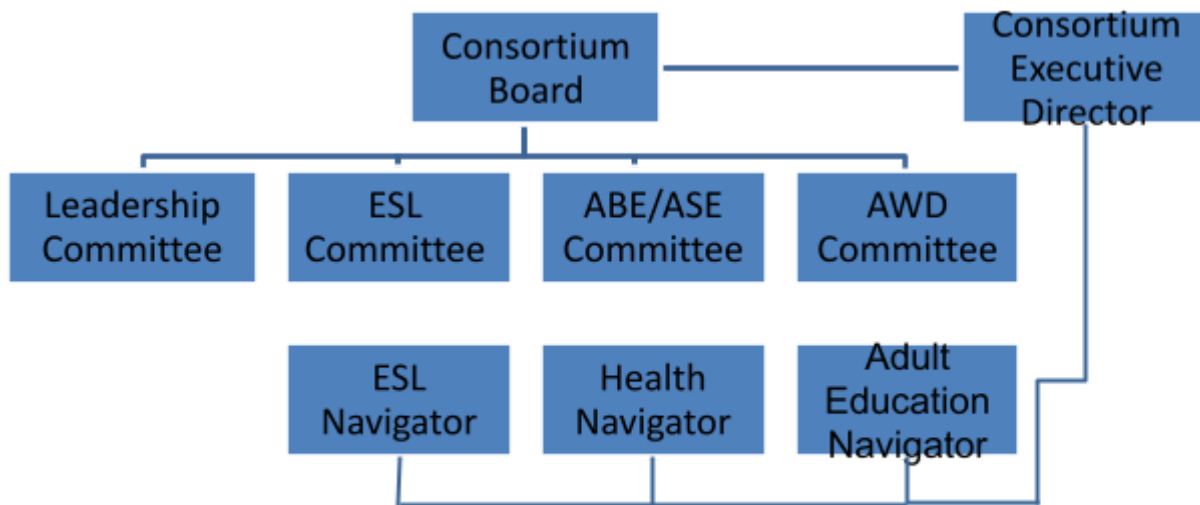 Consortium
Board
Consortium
Executive
Director
Leadership
Committee
ESL
Committee
ABE/ASE
Committee
AWD
Committee
ESL
Navigator
Health
Navigator
Adult
Education
Navigator